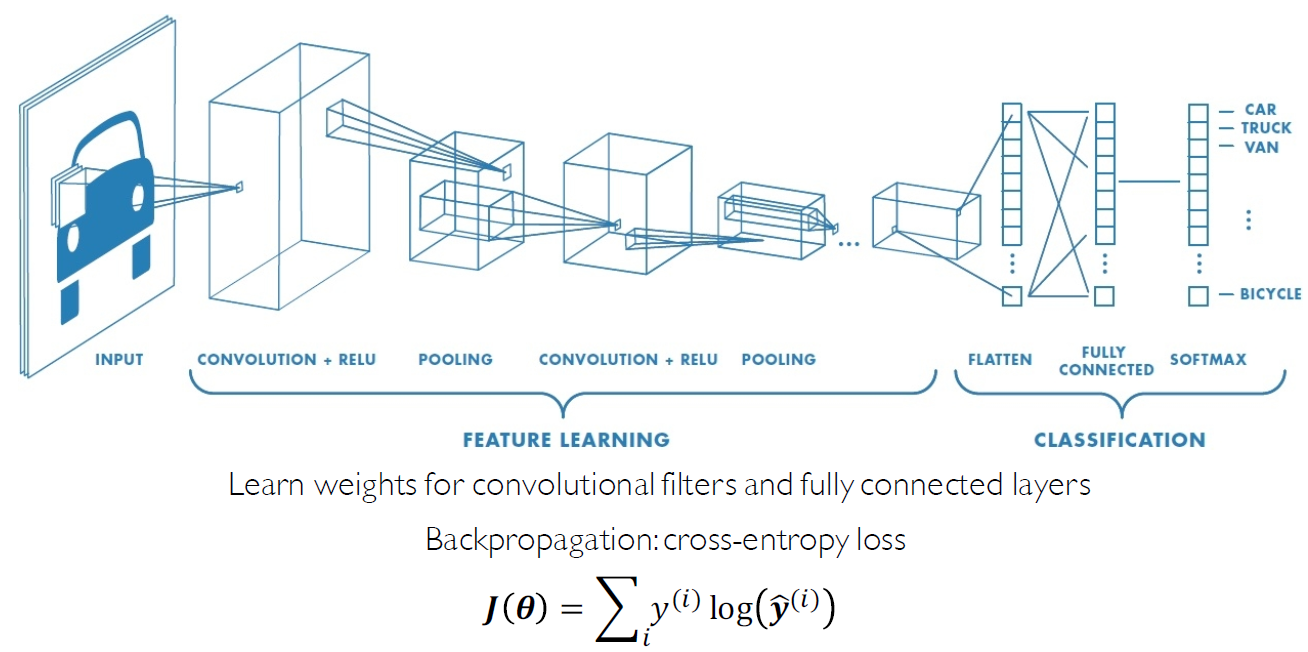 CAR
TRUCK
VAN
BICYCLE
INPUT
CONVOLUTION + RELU
POOLING
CONVOLUTION + RELU
POOLING
FLATTEN
FULLY
CONNECTED
SOFTMAX
FEATURE LEARNING
CLASSIFICATION
Learn weights for convolutional filters and fully connected layers
Backpropagation: cross-entropy loss
J(θ) = ∑ᵢ y⁽ⁱ⁾ log(ŷ⁽ⁱ⁾)